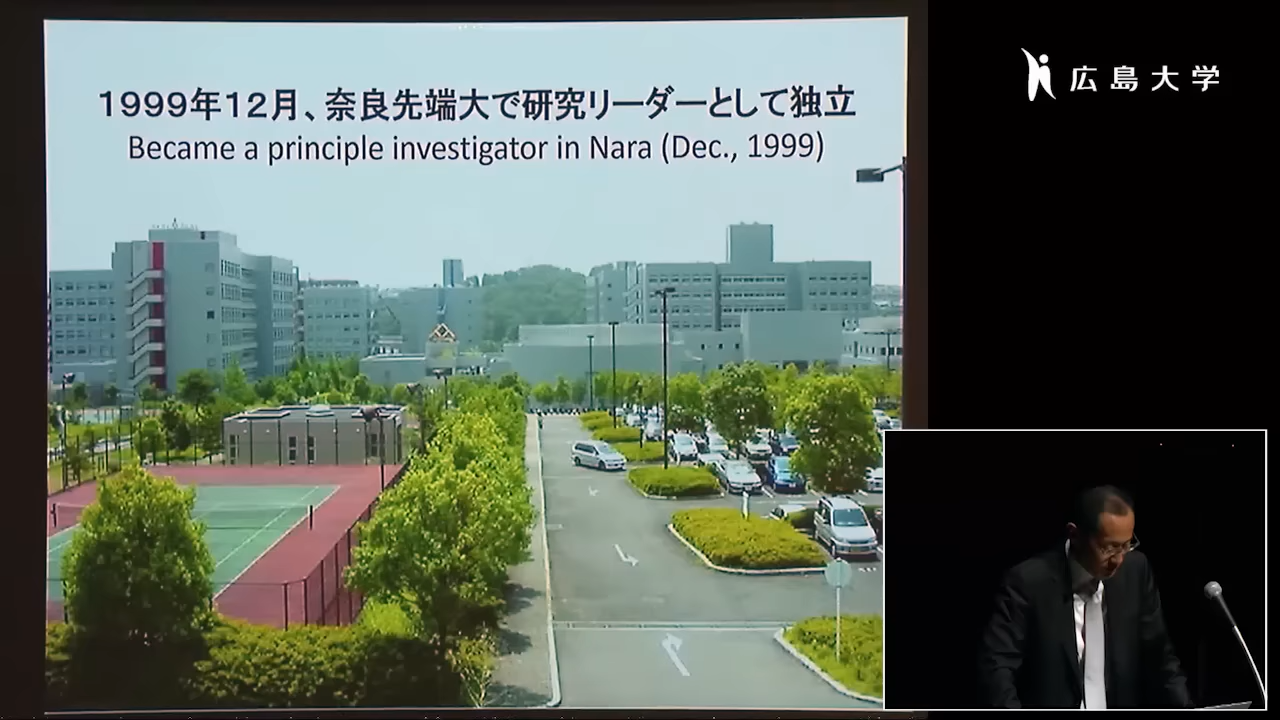 1999年12月、奈良先端大で研究リーダーとして独立
Became a principle investigator in Nara (Dec., 1999)
広島大学